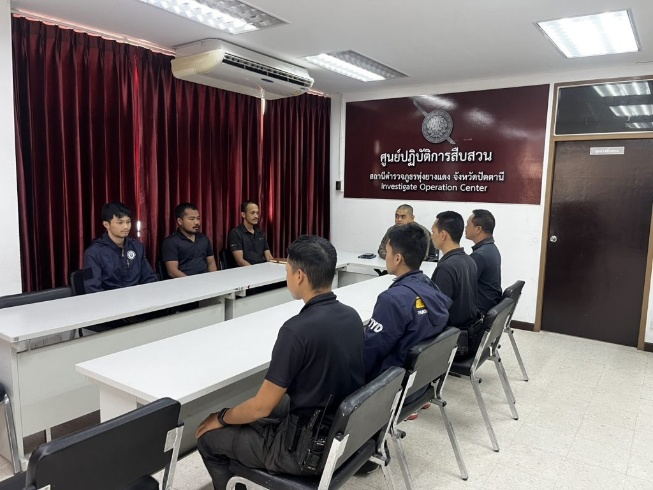 ศูนย์ปฏิบัติการสืบสวน
สถานีตำรวจภูธรทุ่งยางแดง จังหวัดปัตตานี
Investigate Operation Center